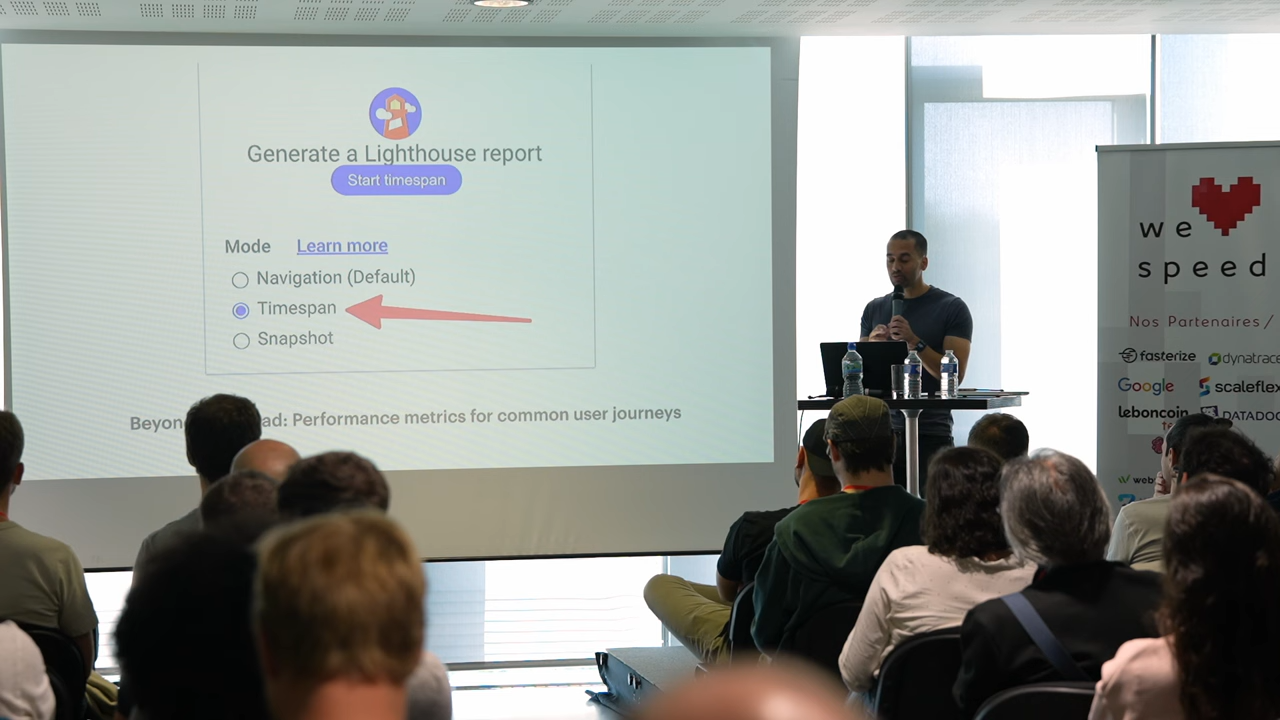 Generate a Lighthouse report
Start timespan
Mode Learn more
Navigation (Default)
Timespan
Snapshot
Performance metrics for common user journeys
we
speed
Nos Partenaires /
fasterize dynatrace
Google scaleflex
leboncoin DATADOG